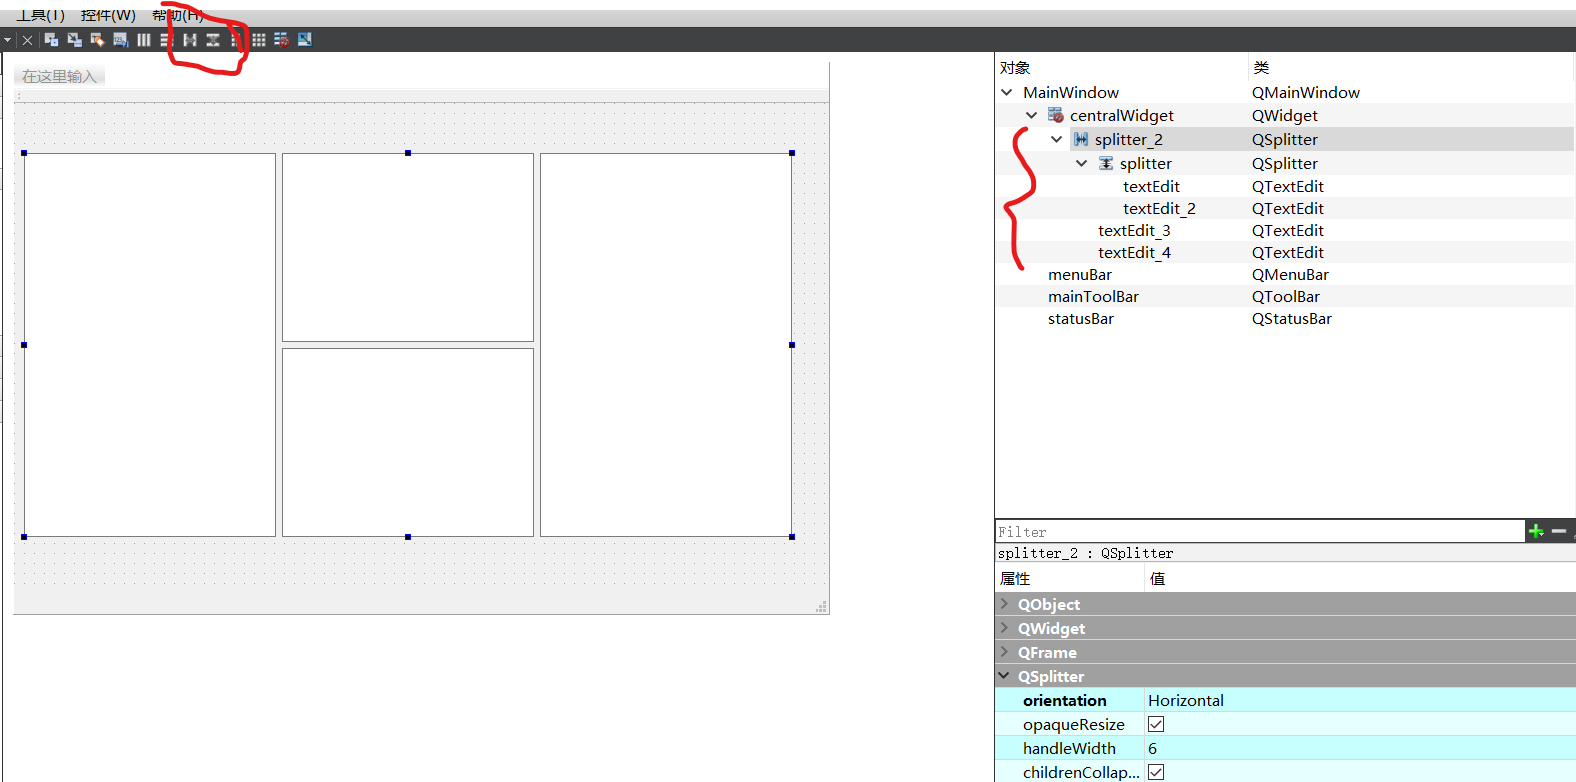 工具(T) 控件(W) 帮助(H)
在这里输入
对象 类
MainWindow QMainWindow
centralWidget QWidget
splitter_2 QSplitter
splitter QSplitter
textEdit QTextEdit
textEdit_2 QTextEdit
textEdit_3 QTextEdit
textEdit_4 QTextEdit
menuBar QMenuBar
mainToolBar QToolBar
statusBar QStatusBar
Filter
splitter_2 : QSplitter
属性 值
QObject
QWidget
QFrame
QSplitter
orientation Horizontal
opaqueResize
handleWidth 6
childrenCollap...